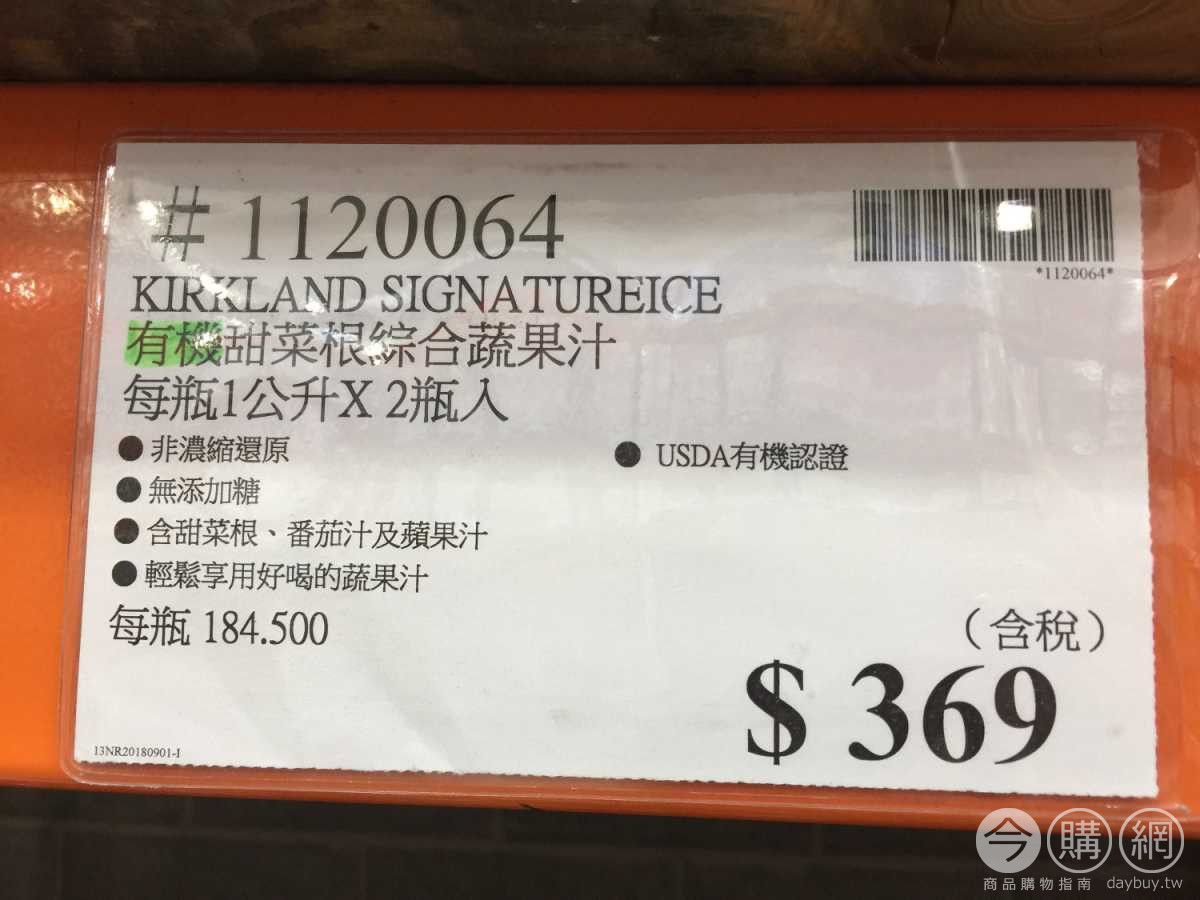 # 1120064
*1120064*
KIRKLAND SIGNATUREICE
有機甜菜根綜合蔬果汁
每瓶1公升X 2瓶入
● 非濃縮還原
● USDA有機認證
● 無添加糖
● 含甜菜根、番茄汁及蘋果汁
● 輕鬆享用好喝的蔬果汁
每瓶 184.500
（含稅）
$ 369
13NR20180901-I
今購網
商品購物指南 daybuy.tw